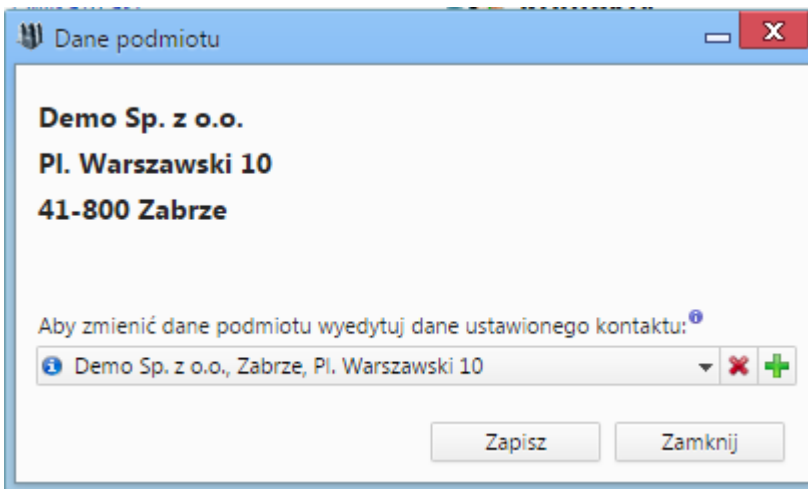 Dane podmiotu
Demo Sp. z o.o.
Pl. Warszawski 10
41-800 Zabrze
Aby zmienić dane podmiotu wyedytuj dane ustawionego kontaktu:
Demo Sp. z o.o., Zabrze, Pl. Warszawski 10
Zapisz
Zamknij